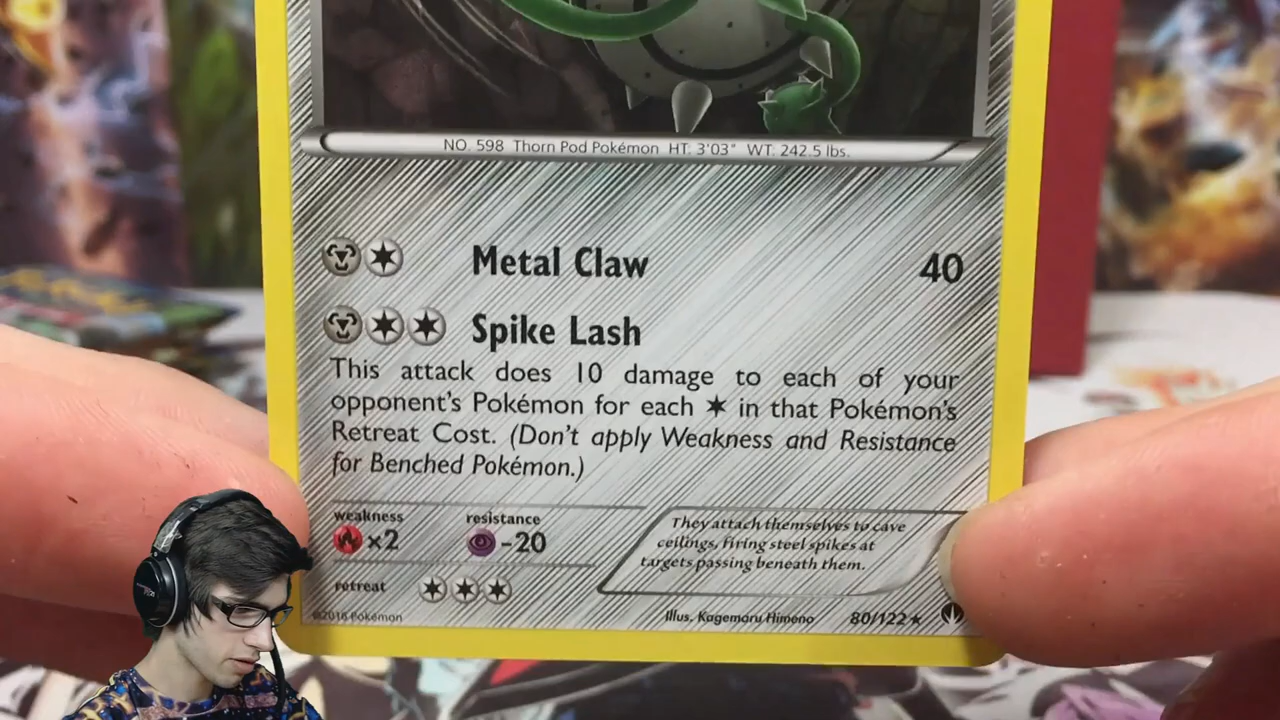 NO. 598 Thorn Pod Pokémon HT: 3'03" WT: 242.5 lbs.
Metal Claw 40
Spike Lash
This attack does 10 damage to each of your
opponent's Pokémon for each ✶ in that Pokémon's
Retreat Cost. (Don't apply Weakness and Resistance
for Benched Pokémon.)
weakness resistance
×2 -20
They attach themselves to cave
ceilings, firing steel spikes at
targets passing beneath them.
retreat
©2016 Pokémon Illus. Kagemaru Himeno 80/122 ★